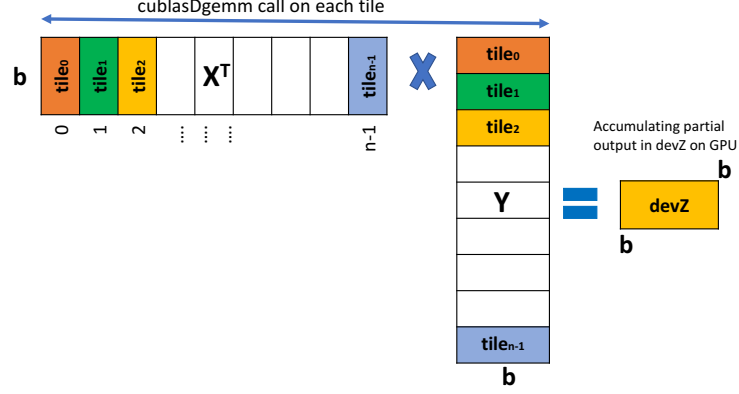 cublasDgemm call on each tile
b
tile₀
tile₁
tile₂
Xᵀ
tileₙ₋₁
0
1
2
....
....
....
n-1
tile₀
tile₁
tile₂
Y
tileₙ₋₁
b
Accumulating partial
output in devZ on GPU
b
devZ
b